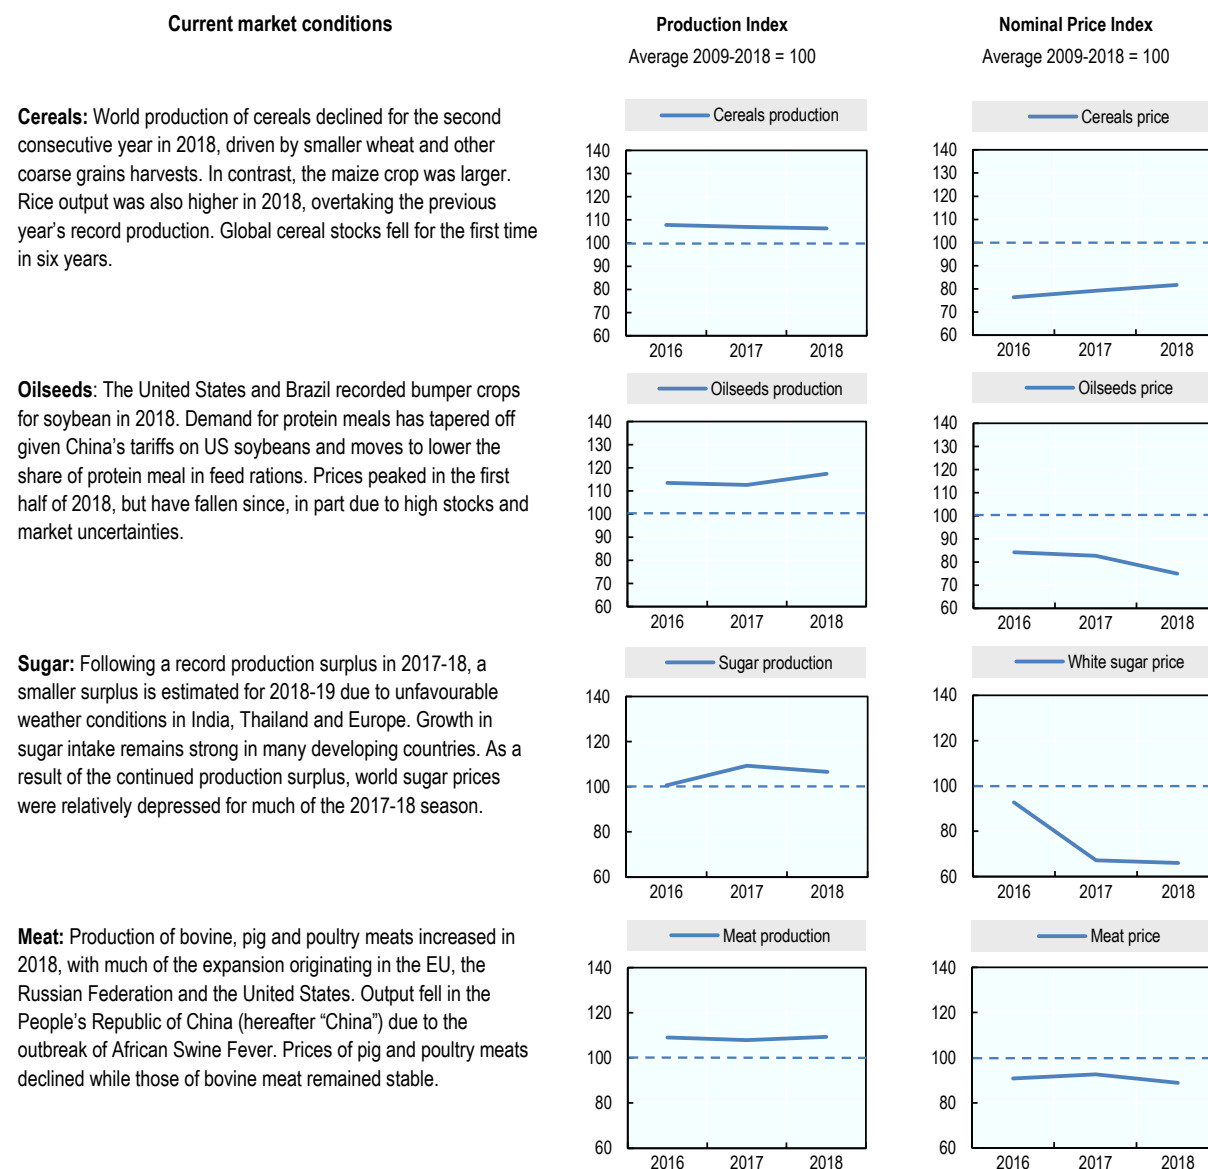 Current market conditions
Production Index
Nominal Price Index
Average 2009-2018 = 100
Average 2009-2018 = 100
Cereals: World production of cereals declined for the second
consecutive year in 2018, driven by smaller wheat and other
coarse grains harvests. In contrast, the maize crop was larger.
Rice output was also higher in 2018, overtaking the previous
year’s record production. Global cereal stocks fell for the first time
in six years.
Cereals production
140
130
120
110
100
90
80
70
60
2016 2017 2018
Cereals price
140
130
120
110
100
90
80
70
60
2016 2017 2018
Oilseeds: The United States and Brazil recorded bumper crops
for soybean in 2018. Demand for protein meals has tapered off
given China’s tariffs on US soybeans and moves to lower the
share of protein meal in feed rations. Prices peaked in the first
half of 2018, but have fallen since, in part due to high stocks and
market uncertainties.
Oilseeds production
140
130
120
110
100
90
80
70
60
2016 2017 2018
Oilseeds price
140
130
120
110
100
90
80
70
60
2016 2017 2018
Sugar: Following a record production surplus in 2017-18, a
smaller surplus is estimated for 2018-19 due to unfavourable
weather conditions in India, Thailand and Europe. Growth in
sugar intake remains strong in many developing countries. As a
result of the continued production surplus, world sugar prices
were relatively depressed for much of the 2017-18 season.
Sugar production
140
120
100
80
60
2016 2017 2018
White sugar price
140
120
100
80
60
2016 2017 2018
Meat: Production of bovine, pig and poultry meats increased in
2018, with much of the expansion originating in the EU, the
Russian Federation and the United States. Output fell in the
People’s Republic of China (hereafter “China”) due to the
outbreak of African Swine Fever. Prices of pig and poultry meats
declined while those of bovine meat remained stable.
Meat production
140
120
100
80
60
2016 2017 2018
Meat price
140
120
100
80
60
2016 2017 2018